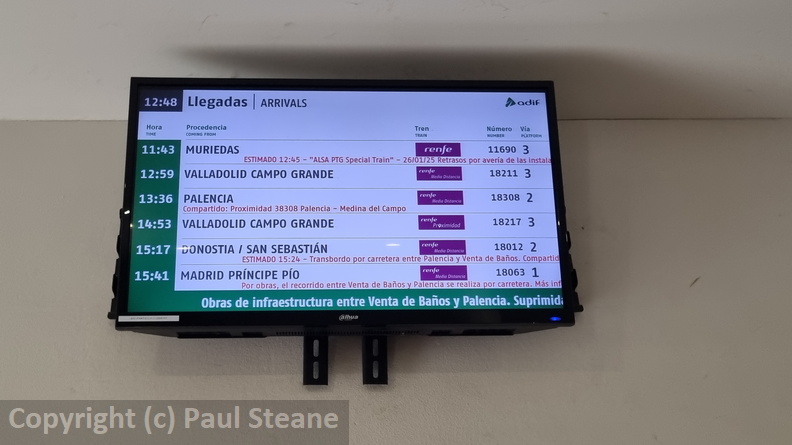 12:48 Llegadas | ARRIVALS adif
Hora Procedencia Tren Número Vía
TIME COMING FROM TRAIN NUMBER PLATFORM
11:43 MURIEDAS renfe 11690 3
ESTIMADO 12:45 – "ALSA PTG Special Train" – 26/01/25 Retrasos por avería de las instala
12:59 VALLADOLID CAMPO GRANDE renfe Media Distancia 18211 3
13:36 PALENCIA renfe Media Distancia 18308 2
Compartido: Proximidad 38308 Palencia – Medina del Campo
14:53 VALLADOLID CAMPO GRANDE renfe Proximidad 18217 3
15:17 DONOSTIA / SAN SEBASTIÁN renfe Media Distancia 18012 2
ESTIMADO 15:24 – Transbordo por carretera entre Palencia y Venta de Baños. Compartid
15:41 MADRID PRÍNCIPE PÍO renfe Media Distancia 18063 1
Por obras, el recorrido entre Venta de Baños y Palencia se realiza por carretera. Más inf
Obras de infraestructura entre Venta de Baños y Palencia. Suprimida
alhua
Copyright (c) Paul Steane